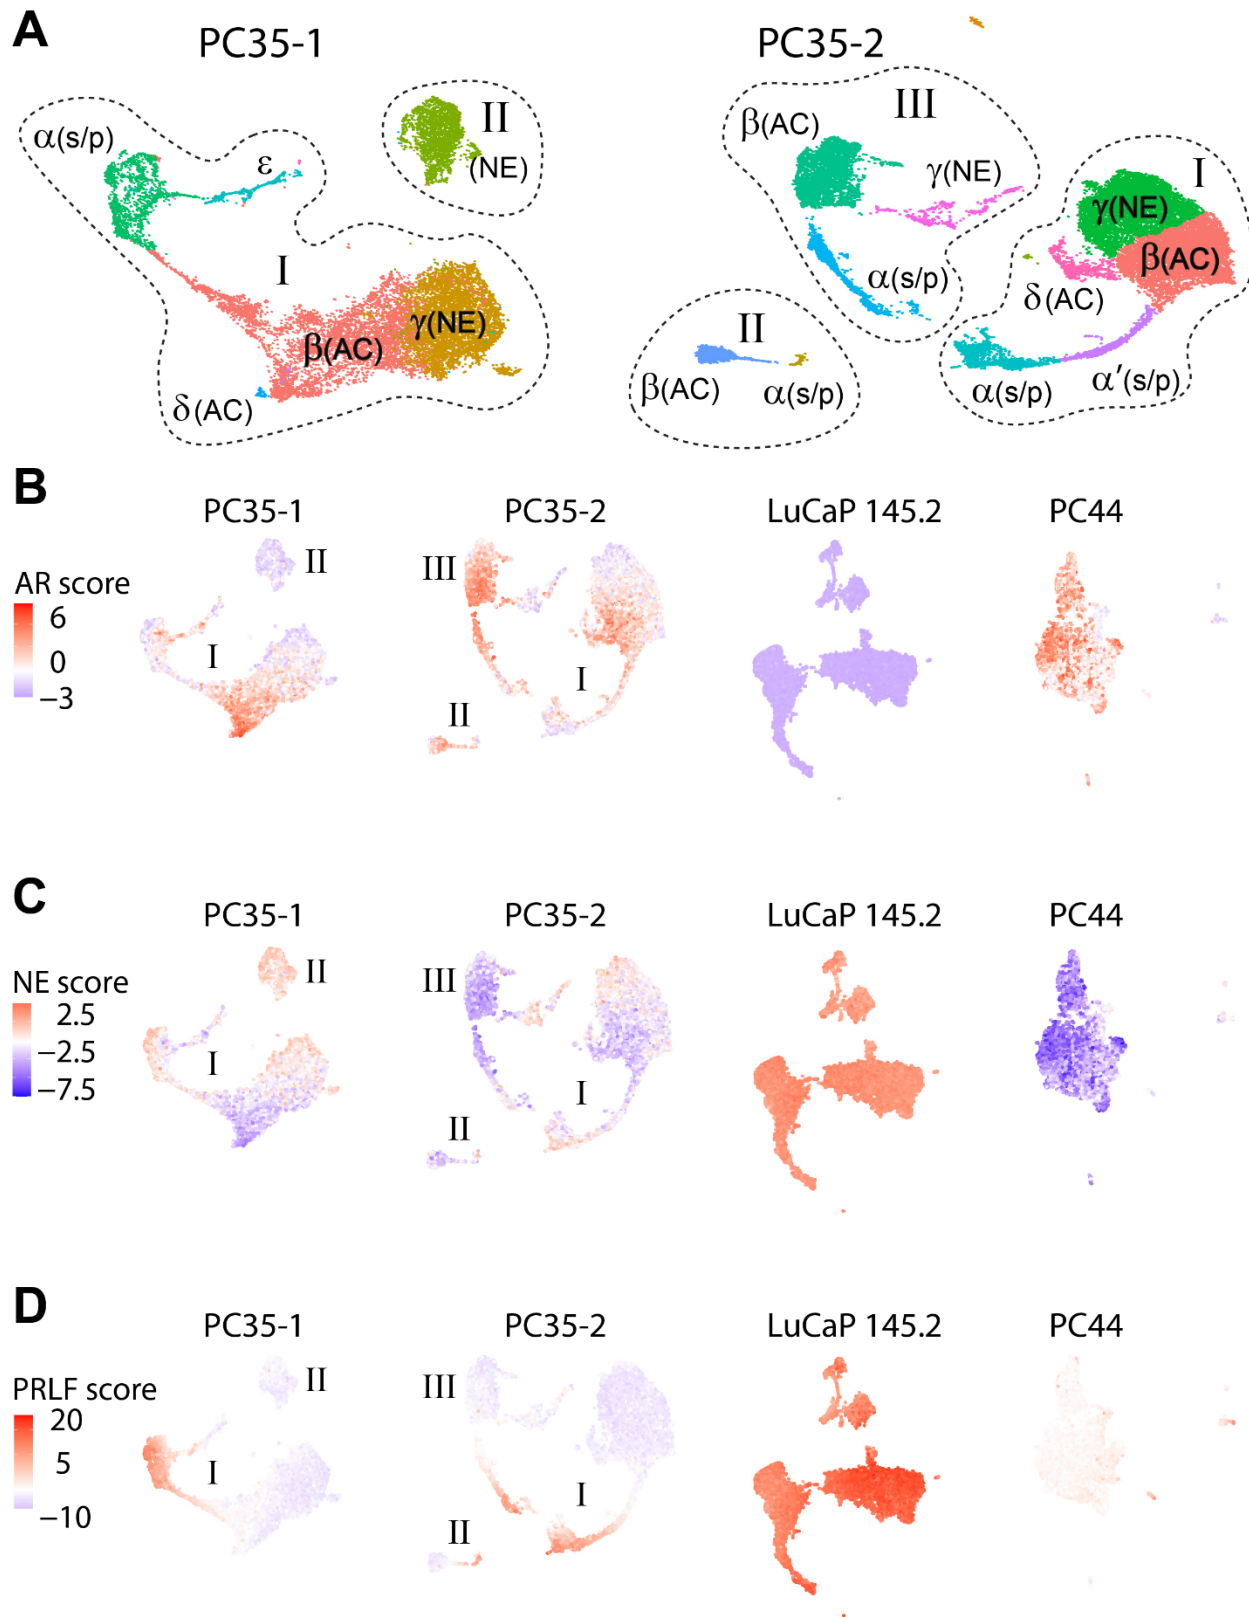 A
PC35-1
PC35-2
α(s/p)
ε
II
(NE)
I
β(AC)
γ(NE)
δ(AC)
β(AC)
III
γ(NE)
α(s/p)
II
β(AC)
α(s/p)
I
γ(NE)
β(AC)
δ(AC)
α(s/p)
α′(s/p)
B
PC35-1
PC35-2
LuCaP 145.2
PC44
AR score
6
0
−3
II
I
III
II
I
C
PC35-1
PC35-2
LuCaP 145.2
PC44
NE score
2.5
−2.5
−7.5
II
I
III
II
I
D
PC35-1
PC35-2
LuCaP 145.2
PC44
PRLF score
20
5
−10
II
I
III
II
I